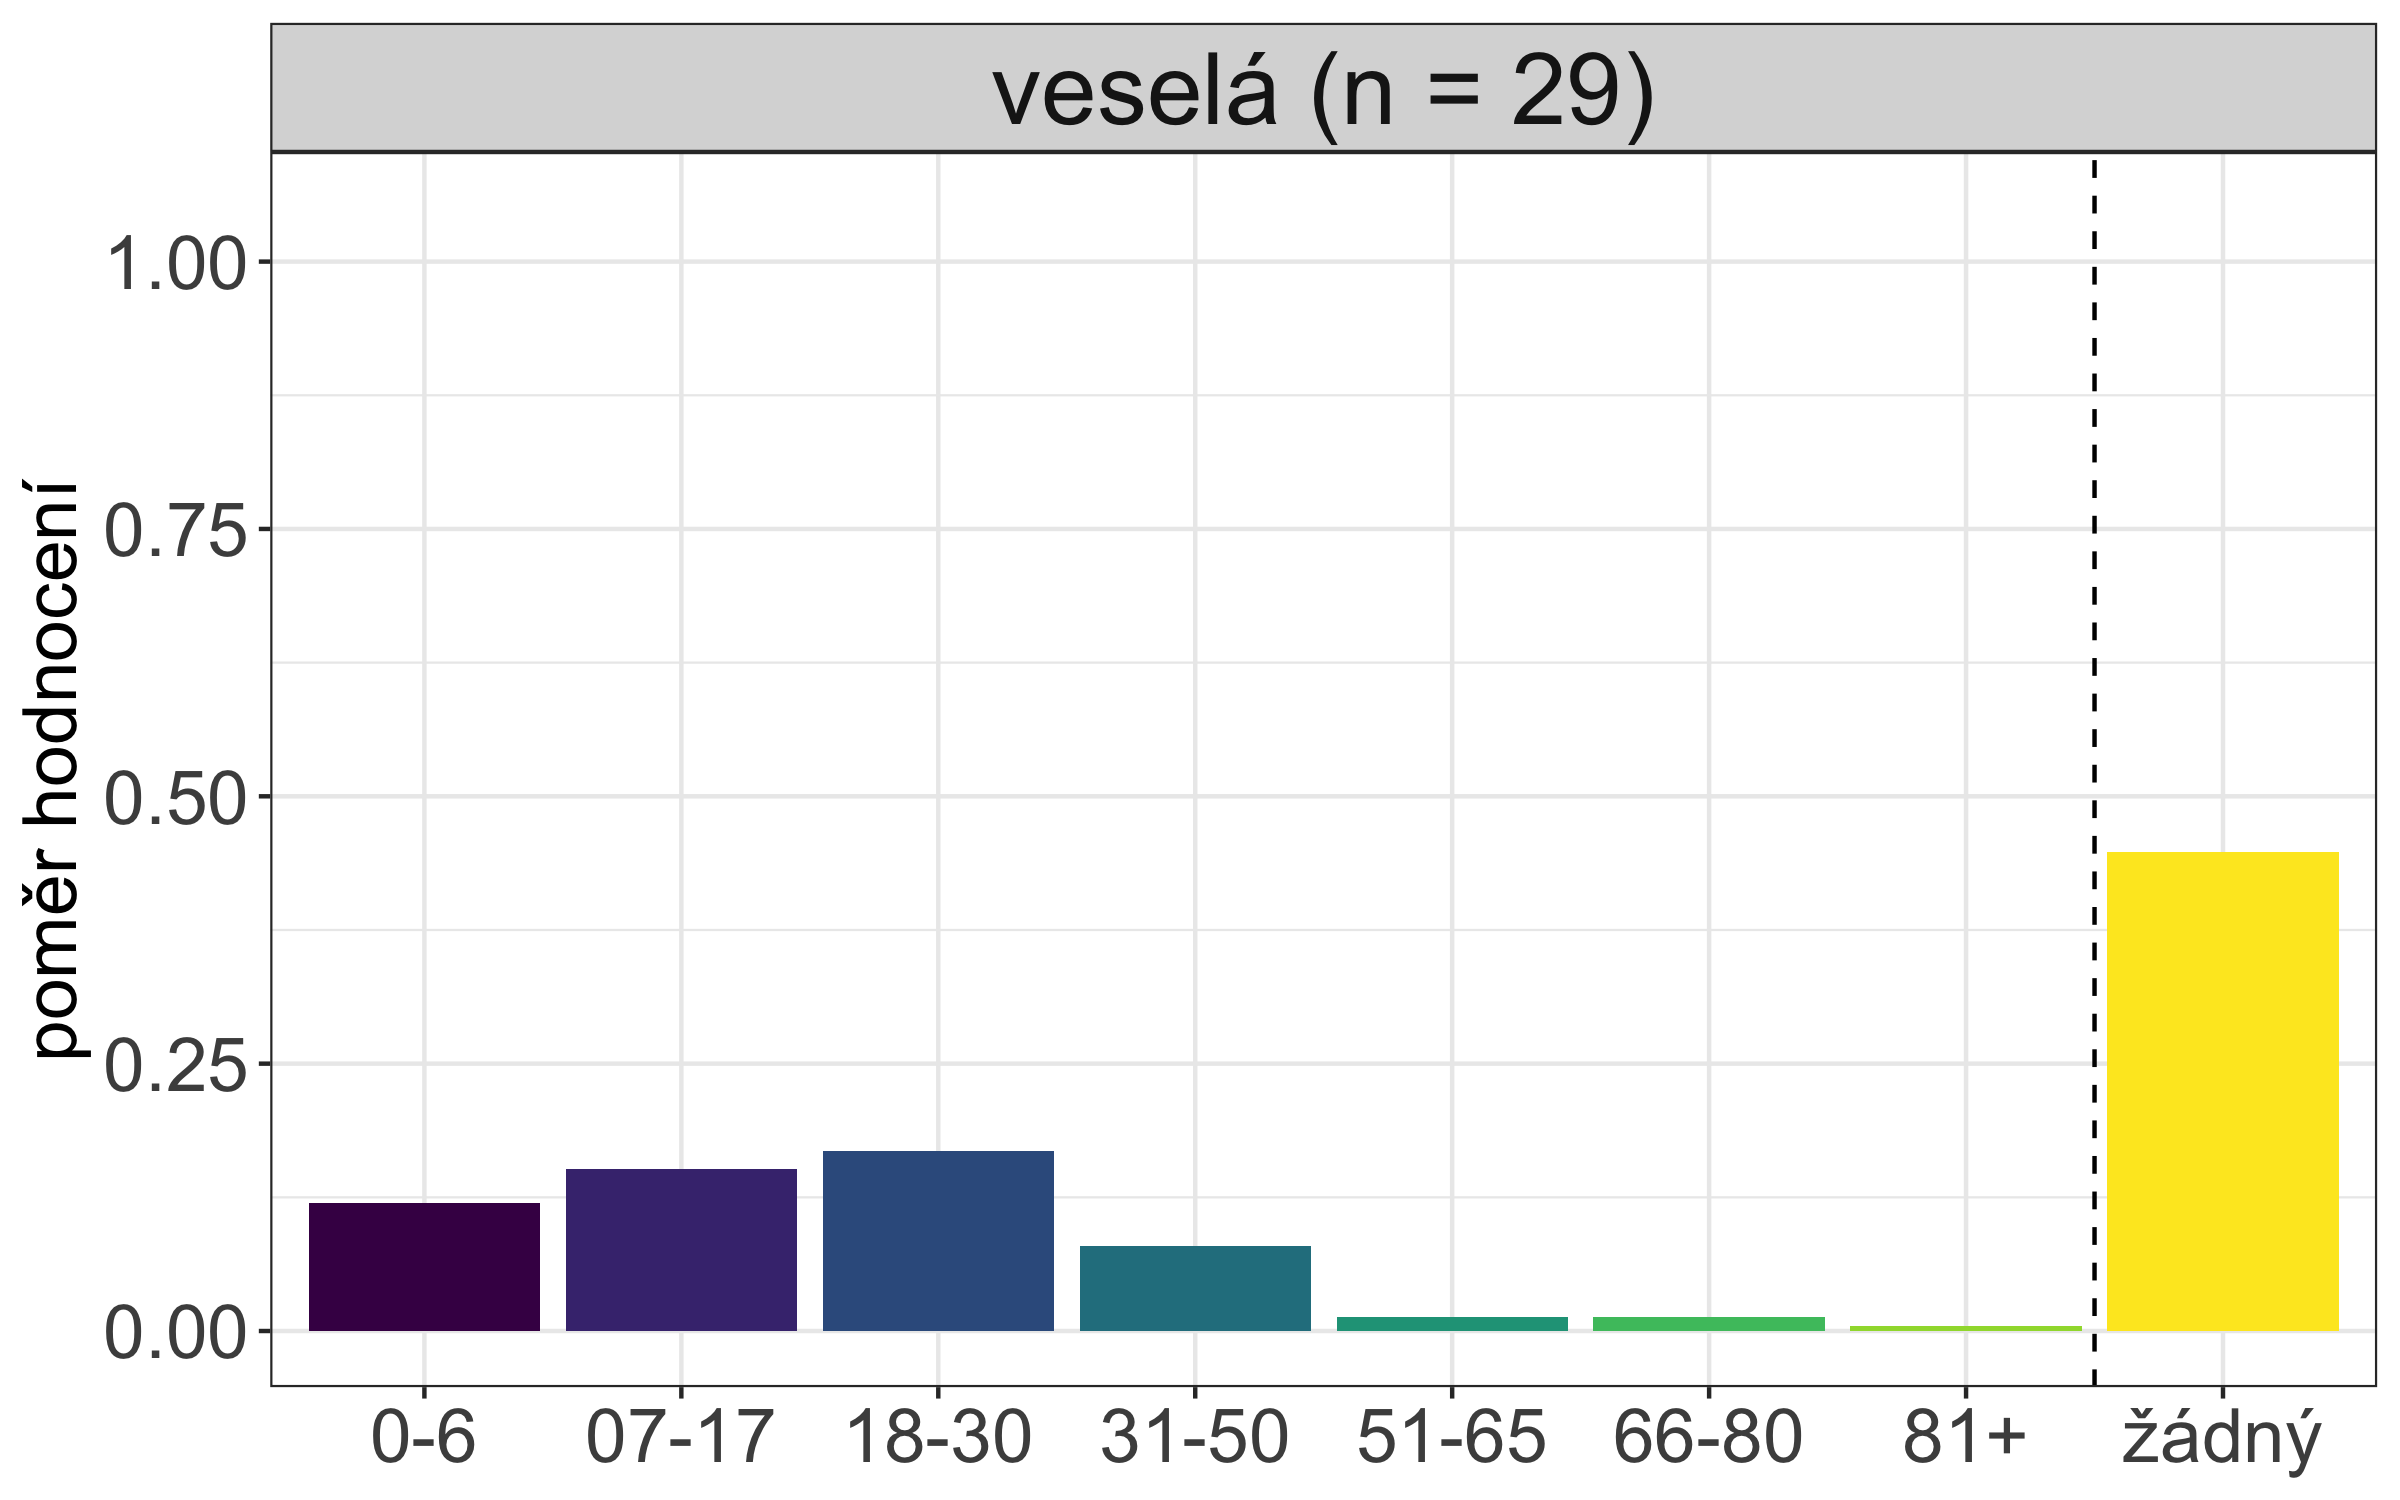 veselá (n = 29)
poměr hodnocení
1.00
0.75
0.50
0.25
0.00
0-6 07-17 18-30 31-50 51-65 66-80 81+ žádný